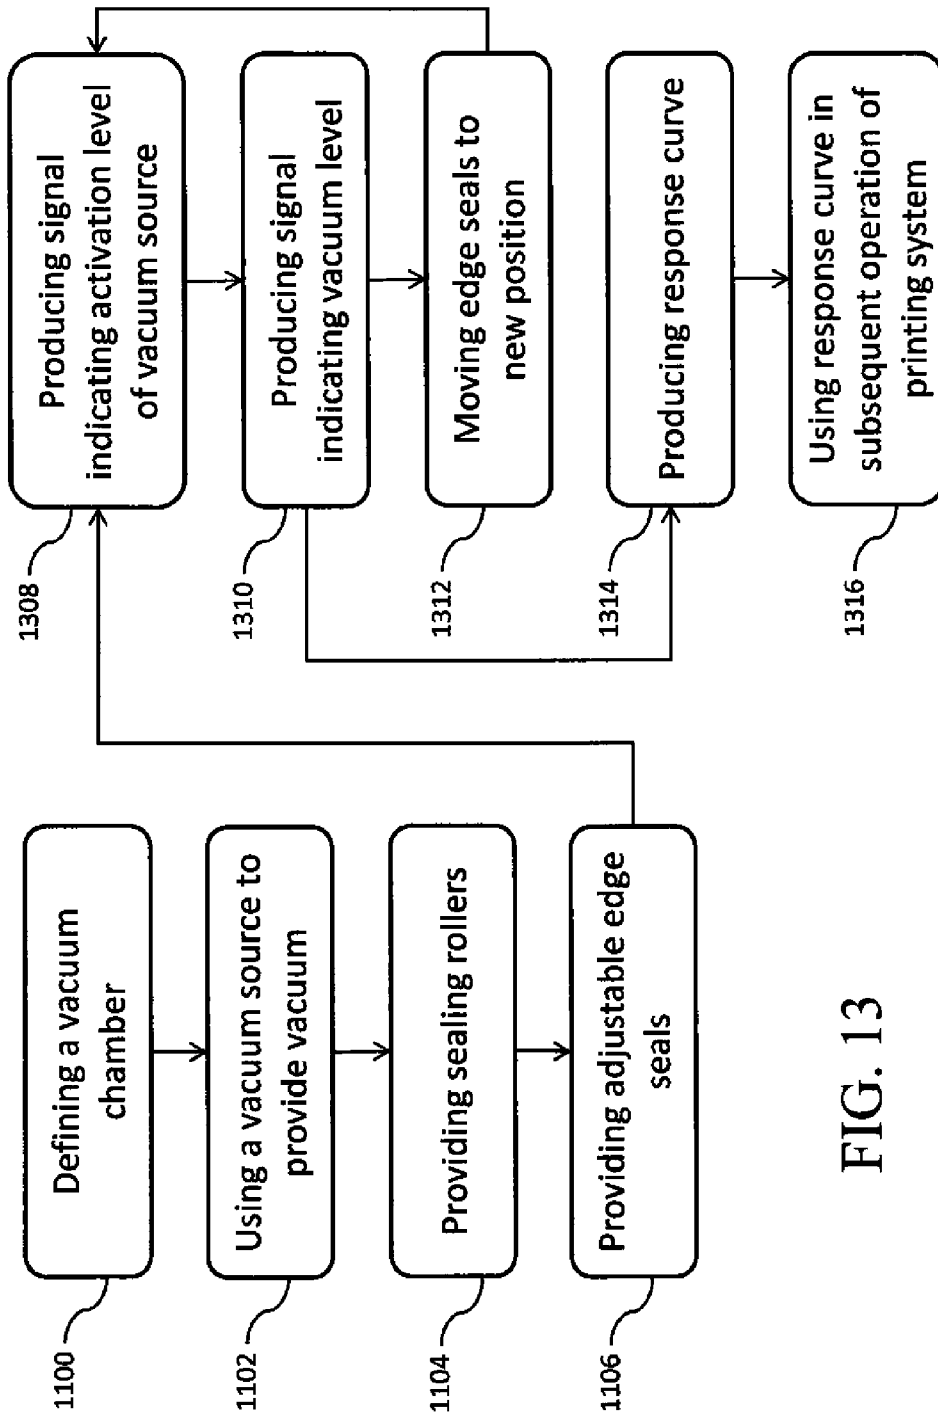 1100
Defining a vacuum
chamber
1102
Using a vacuum source to
provide vacuum
1104
Providing sealing rollers
1106
Providing adjustable edge
seals
1308
Producing signal
indicating activation level
of vacuum source
1310
Producing signal
indicating vacuum level
1312
Moving edge seals to
new position
1314
Producing response curve
1316
Using response curve in
subsequent operation of
printing system
FIG. 13